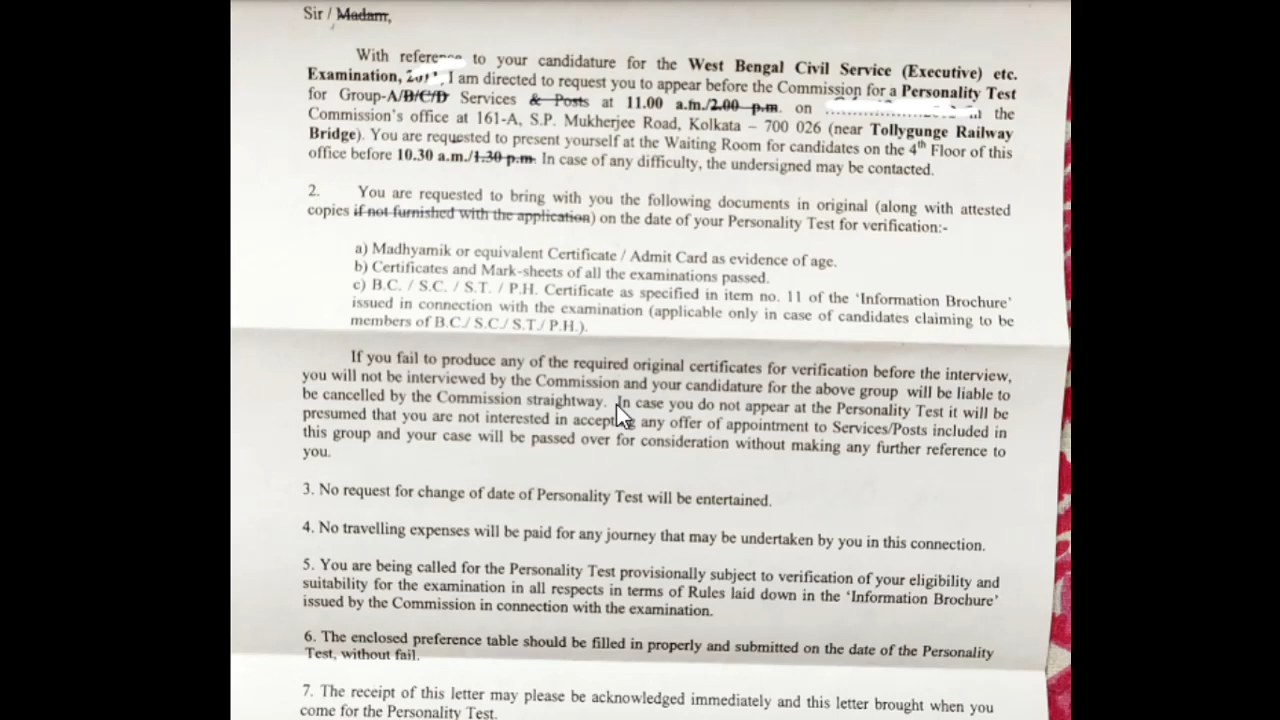 Sir / Madam,
With reference to your candidature for the West Bengal Civil Service (Executive) etc.
Examination, I am directed to request you to appear before the Commission for a Personality Test
for Group-A/B/C/D Services & Posts at 11.00 a.m./2.00 p.m. on the
Commission's office at 161-A, S.P. Mukherjee Road, Kolkata – 700 026 (near Tollygunge Railway
Bridge). You are requested to present yourself at the Waiting Room for candidates on the 4th Floor of this
office before 10.30 a.m./1.30 p.m. In case of any difficulty, the undersigned may be contacted.
2. You are requested to bring with you the following documents in original (along with attested
copies if not furnished with the application) on the date of your Personality Test for verification:-
a) Madhyamik or equivalent Certificate / Admit Card as evidence of age.
b) Certificates and Mark-sheets of all the examinations passed.
c) B.C. / S.C. / S.T. / P.H. Certificate as specified in item no. 11 of the 'Information Brochure'
issued in connection with the examination (applicable only in case of candidates claiming to be
members of B.C./ S.C./ S.T./ P.H.).
If you fail to produce any of the required original certificates for verification before the interview,
you will not be interviewed by the Commission and your candidature for the above group will be liable to
be cancelled by the Commission straightway. In case you do not appear at the Personality Test it will be
presumed that you are not interested in accepting any offer of appointment to Services/Posts included in
this group and your case will be passed over for consideration without making any further reference to
you.
3. No request for change of date of Personality Test will be entertained.
4. No travelling expenses will be paid for any journey that may be undertaken by you in this connection.
5. You are being called for the Personality Test provisionally subject to verification of your eligibility and
suitability for the examination in all respects in terms of Rules laid down in the 'Information Brochure'
issued by the Commission in connection with the examination.
6. The enclosed preference table should be filled in properly and submitted on the date of the Personality
Test, without fail.
7. The receipt of this letter may please be acknowledged immediately and this letter brought when you
come for the Personality Test.